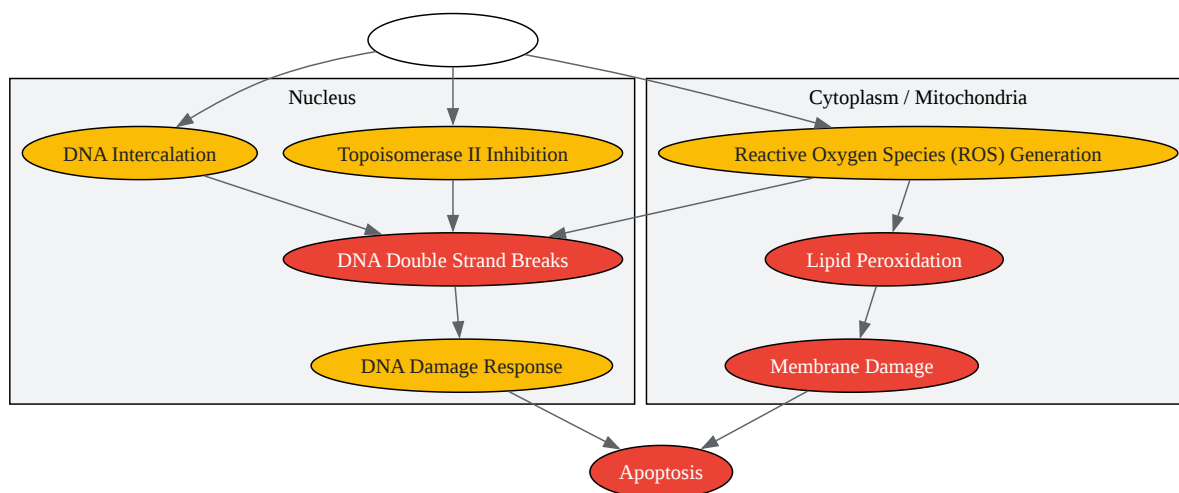 Nucleus
Cytoplasm / Mitochondria
DNA Intercalation
Topoisomerase II Inhibition
Reactive Oxygen Species (ROS) Generation
DNA Double Strand Breaks
Lipid Peroxidation
DNA Damage Response
Membrane Damage
Apoptosis